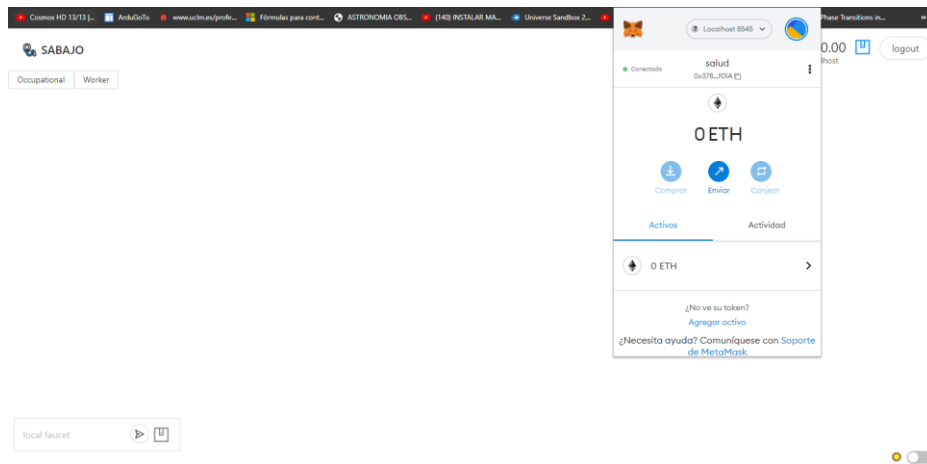 Cosmos HD 13/13 |... ArduGoTo www.uclm.es/profe... Fórmulas para cont... ASTRONOMIA OBS... (140) INSTALAR MA... Universe Sandbox 2... Phase Transitions in... »
SABAJO
Localhost 8545
0.00
lhost
logout
Occupational Worker
Conectado
salud
0x378...f01A
0 ETH
Comprar Enviar Canjear
Activos Actividad
0 ETH
¿No ve su token?
Agregar activo
¿Necesita ayuda? Comuníquese con Soporte
de MetaMask
local faucet